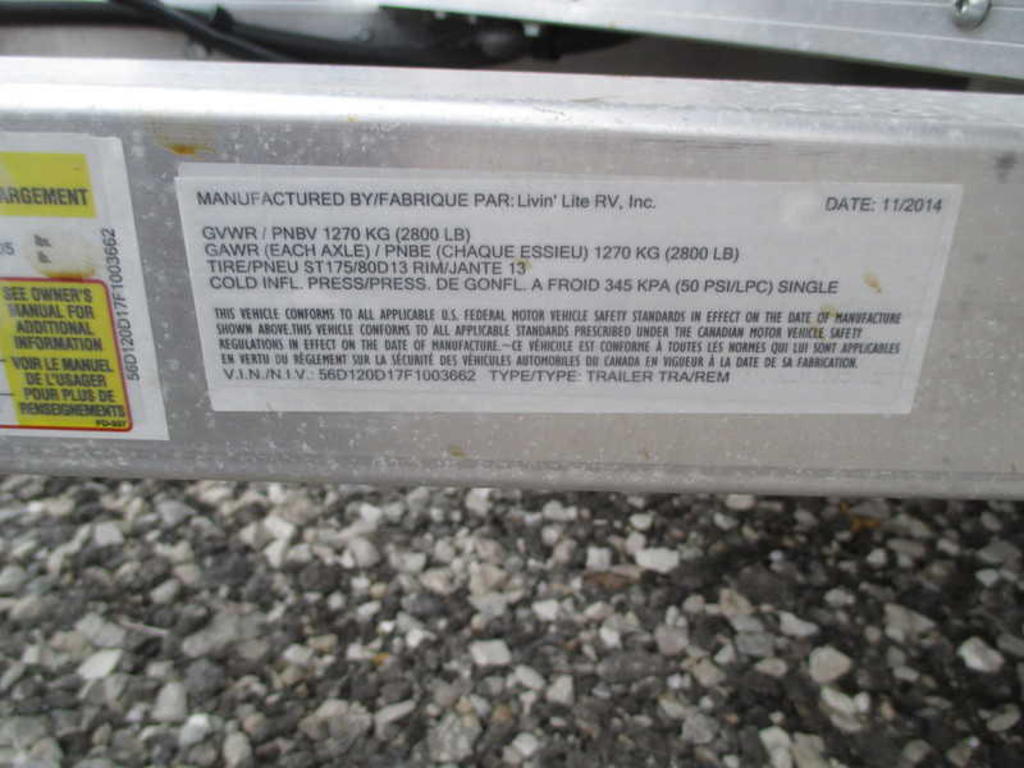 ARGEMENT
SEE OWNER'S
MANUAL FOR
ADDITIONAL
INFORMATION
VOIR LE MANUEL
DE L'USAGER
POUR PLUS DE
RENSEIGNEMENTS
56D120D17F1003662
MANUFACTURED BY/FABRIQUE PAR: Livin' Lite RV, Inc. DATE: 11/2014
GVWR / PNBV 1270 KG (2800 LB)
GAWR (EACH AXLE) / PNBE (CHAQUE ESSIEU) 1270 KG (2800 LB)
TIRE/PNEU ST175/80D13 RIM/JANTE 13
COLD INFL. PRESS/PRESS. DE GONFL. A FROID 345 KPA (50 PSI/LPC) SINGLE
THIS VEHICLE CONFORMS TO ALL APPLICABLE U.S. FEDERAL MOTOR VEHICLE SAFETY STANDARDS IN EFFECT ON THE DATE OF MANUFACTURE
SHOWN ABOVE.THIS VEHICLE CONFORMS TO ALL APPLICABLE STANDARDS PRESCRIBED UNDER THE CANADIAN MOTOR VEHICLE SAFETY
REGULATIONS IN EFFECT ON THE DATE OF MANUFACTURE.-CE VÉHICULE EST CONFORME À TOUTES LES NORMES QUI LUI SONT APPLICABLES
EN VERTU DU RÈGLEMENT SUR LA SÉCURITÉ DES VÉHICULES AUTOMOBILES DU CANADA EN VIGUEUR À LA DATE DE SA FABRICATION.
V.I.N./N.I.V.: 56D120D17F1003662 TYPE/TYPE: TRAILER TRA/REM